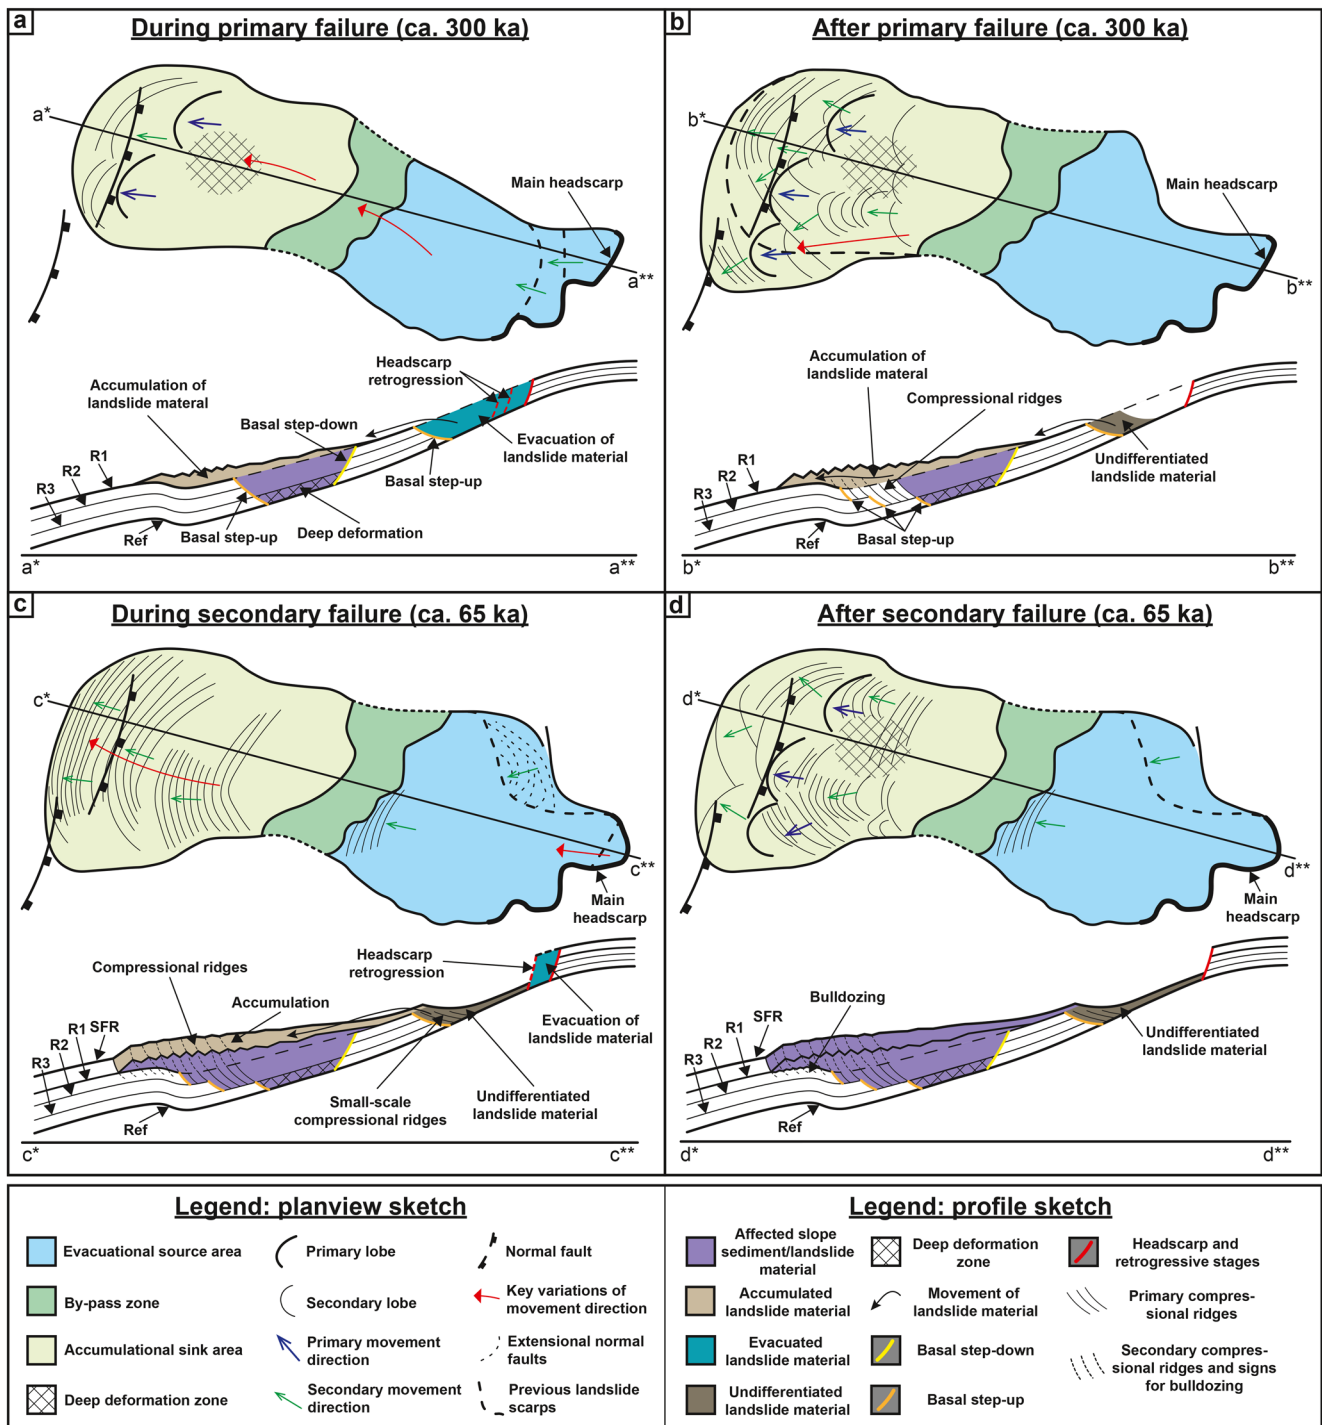 a
During primary failure (ca. 300 ka)
a*
Main headscarp
a**
Headscarp
retrogression
Accumulation of
landslide materal
Basal step-down
Evacuation of
landslide material
Basal step-up
R1
R2
R3
Ref
Basal step-up
Deep deformation
a*
a**
b
After primary failure (ca. 300 ka)
b*
Main headscarp
b**
Accumulation of
landslide materal
Compressional ridges
Undifferentiated
landslide material
R1
R2
R3
Ref
Basal step-up
b*
b**
c
During secondary failure (ca. 65 ka)
c*
c**
Main
headscarp
Headscarp
retrogression
Compressional ridges
Accumulation
Evacuation of
landslide material
SFR
R1
R2
R3
Ref
Small-scale
compressional ridges
Undifferentiated
landslide material
c*
c**
d
After secondary failure (ca. 65 ka)
d*
d**
Main
headscarp
Bulldozing
SFR
R1
R2
R3
Ref
Undifferentiated
landslide material
d*
d**
Legend: planview sketch
Evacuational source area
By-pass zone
Accumulational sink area
Deep deformation zone
Primary lobe
Secondary lobe
Primary movement
direction
Secondary movement
direction
Normal fault
Key variations of
movement direction
Extensional normal
faults
Previous landslide
scarps
Legend: profile sketch
Affected slope
sediment/landslide
material
Accumulated
landslide material
Evacuated
landslide material
Undifferentiated
landslide material
Deep deformation
zone
Movement of
landslide material
Basal step-down
Basal step-up
Headscarp and
retrogressive stages
Primary compres-
sional ridges
Secondary compres-
sional ridges and signs
for bulldozing